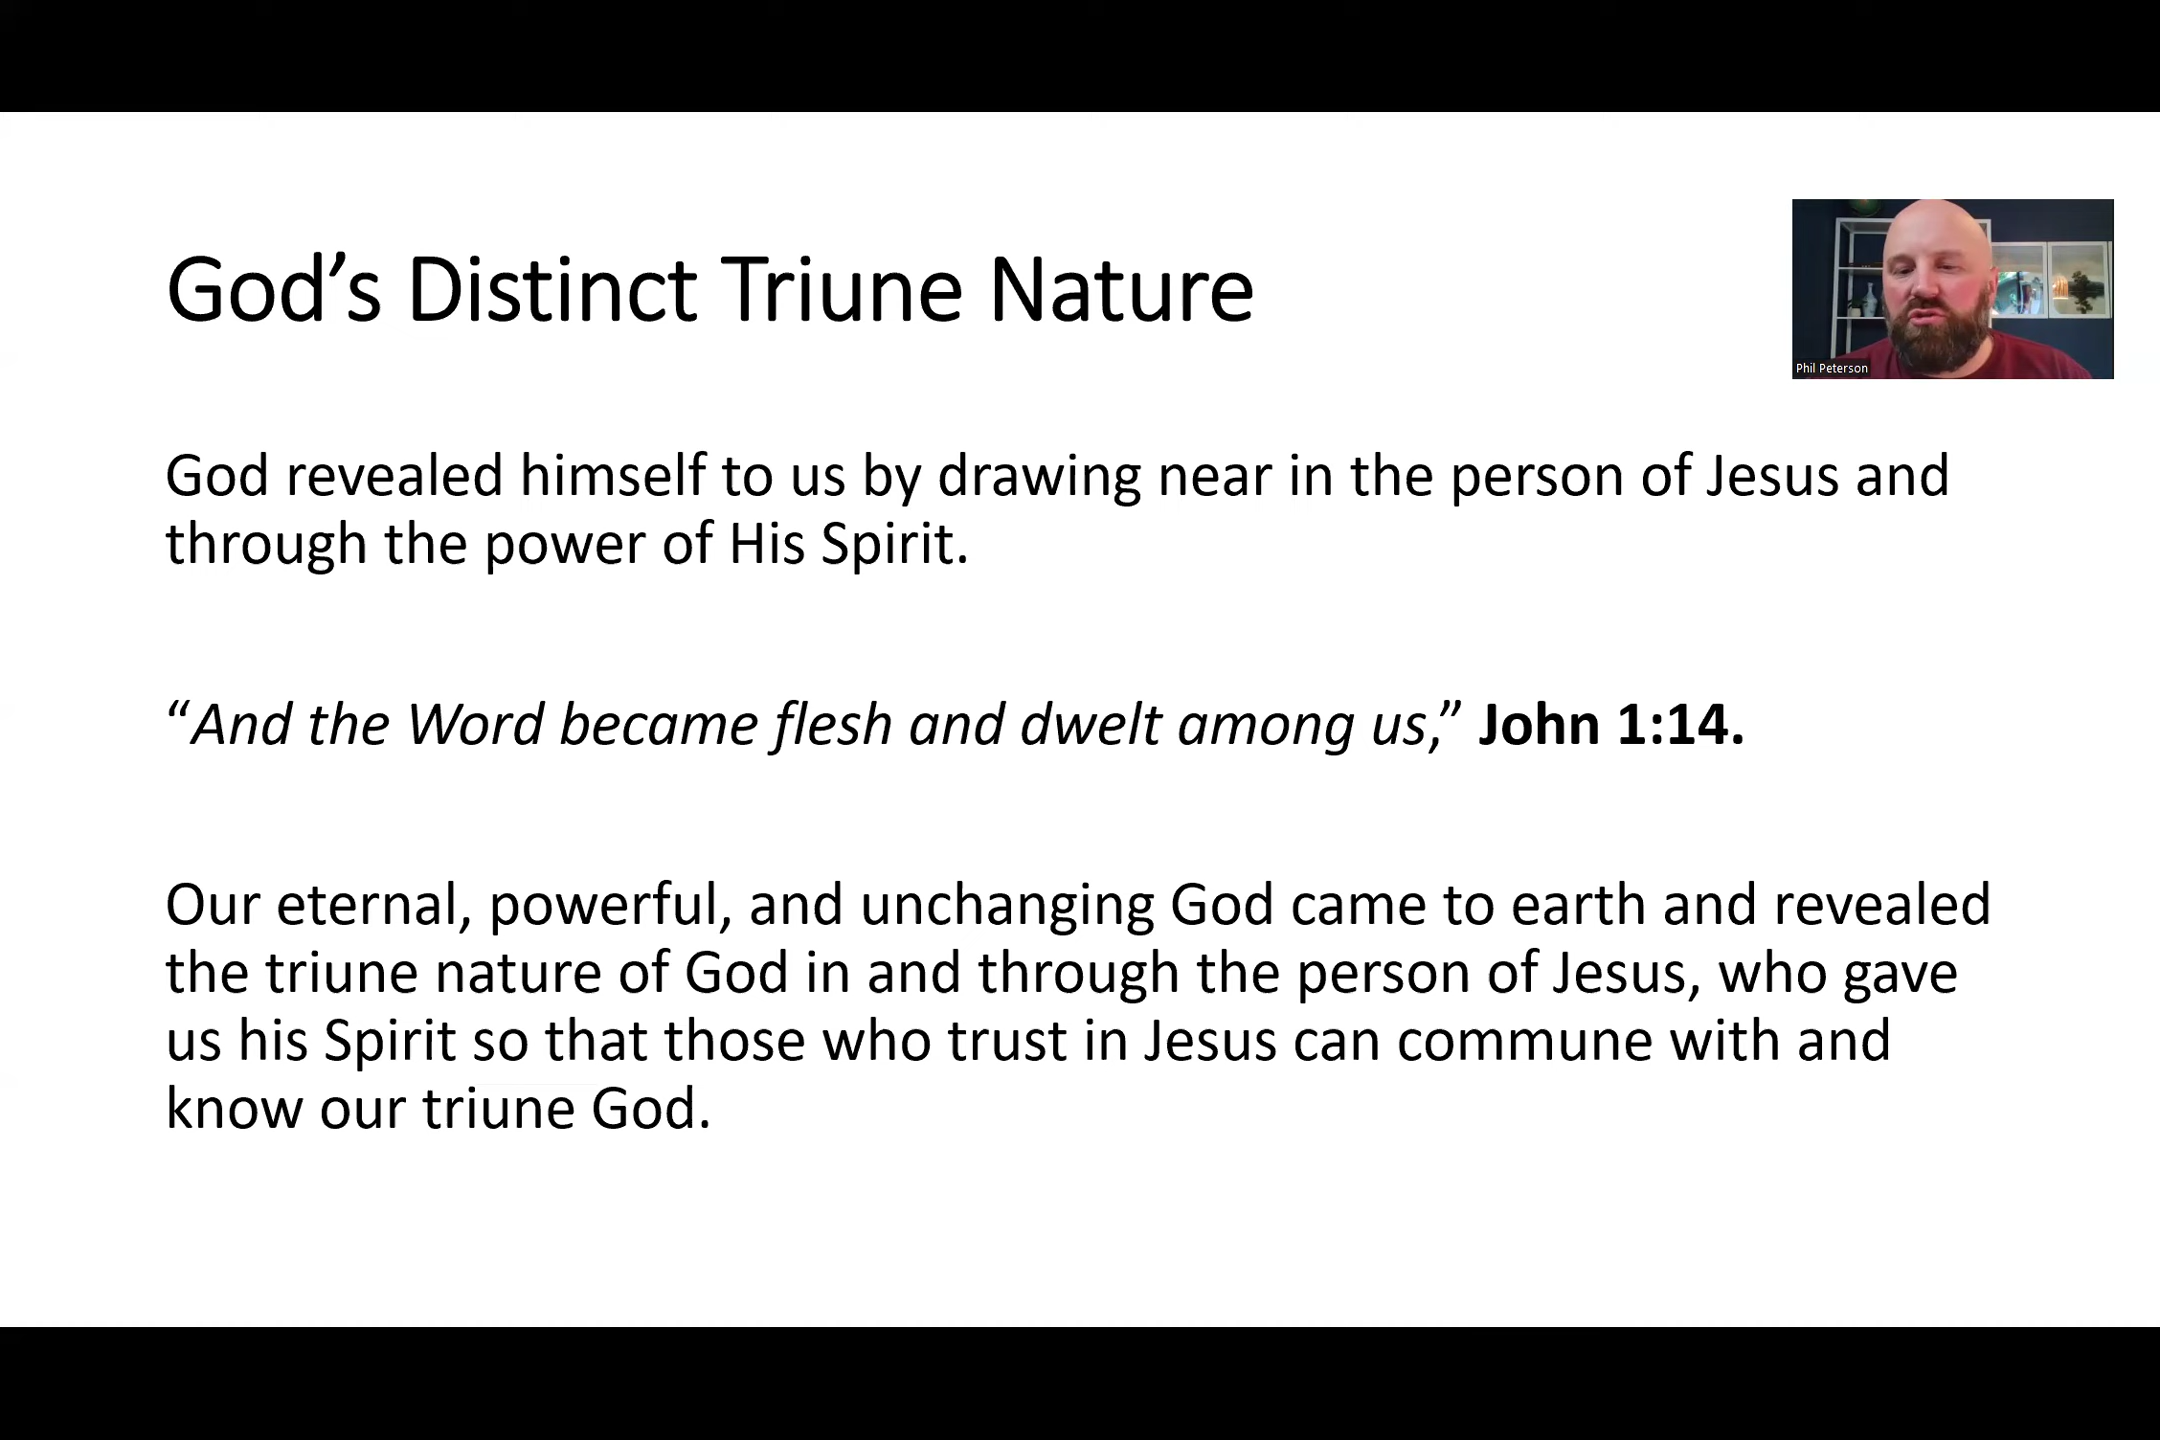 God’s Distinct Triune Nature
Phil Peterson
God revealed himself to us by drawing near in the person of Jesus and
through the power of His Spirit.
“And the Word became flesh and dwelt among us,” John 1:14.
Our eternal, powerful, and unchanging God came to earth and revealed
the triune nature of God in and through the person of Jesus, who gave
us his Spirit so that those who trust in Jesus can commune with and
know our triune God.